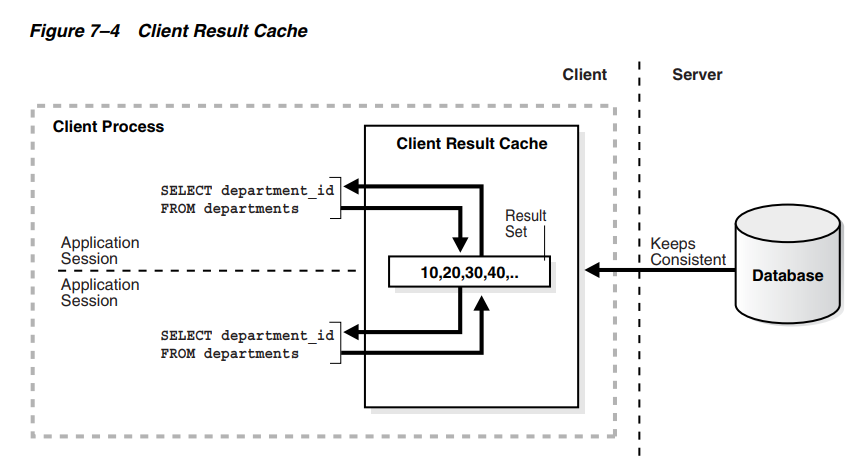 Figure 7–4 Client Result Cache
Client
Server
Client Process
Client Result Cache
SELECT department_id
FROM departments
Result
Set
Application
Session
Application
Session
10,20,30,40,..
Keeps
Consistent
Database
SELECT department_id
FROM departments